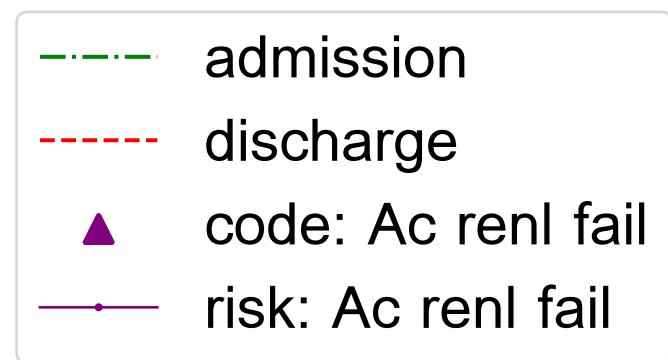 admission
discharge
code: Ac renl fail
risk: Ac renl fail